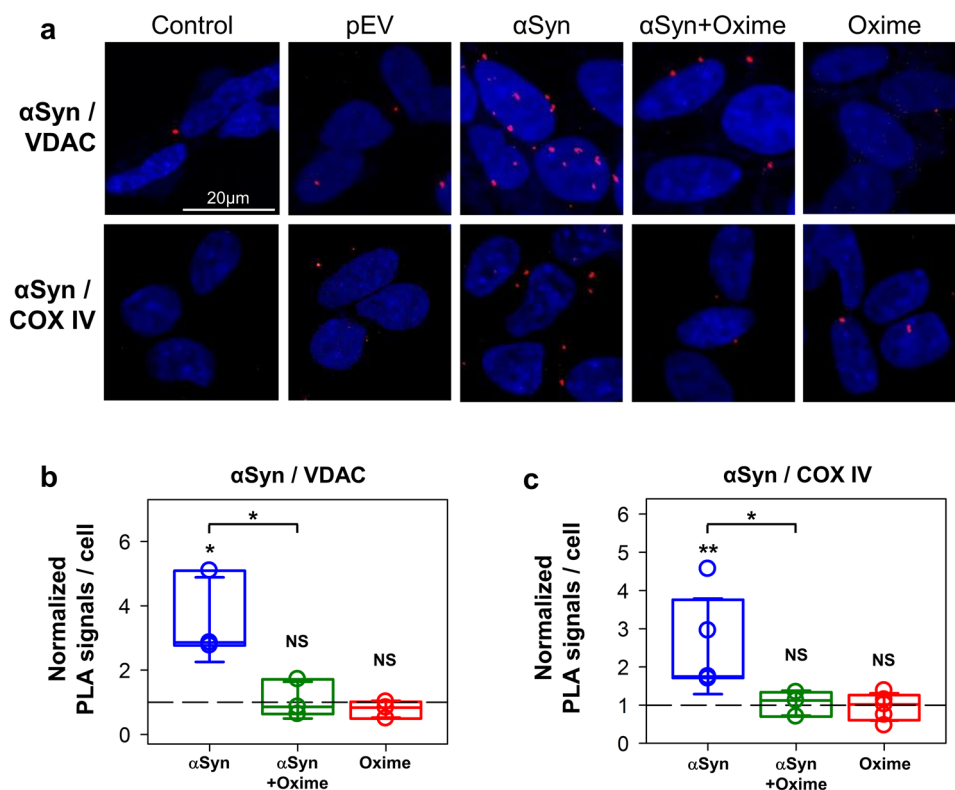 a
Control
pEV
αSyn
αSyn+Oxime
Oxime
αSyn /
VDAC
20μm
αSyn /
COX IV
b
αSyn / VDAC
Normalized
PLA signals / cell
6
4
2
0
*
*
NS
NS
αSyn
αSyn
+Oxime
Oxime
c
αSyn / COX IV
Normalized
PLA signals / cell
6
5
4
3
2
1
0
*
**
NS
NS
αSyn
αSyn
+Oxime
Oxime